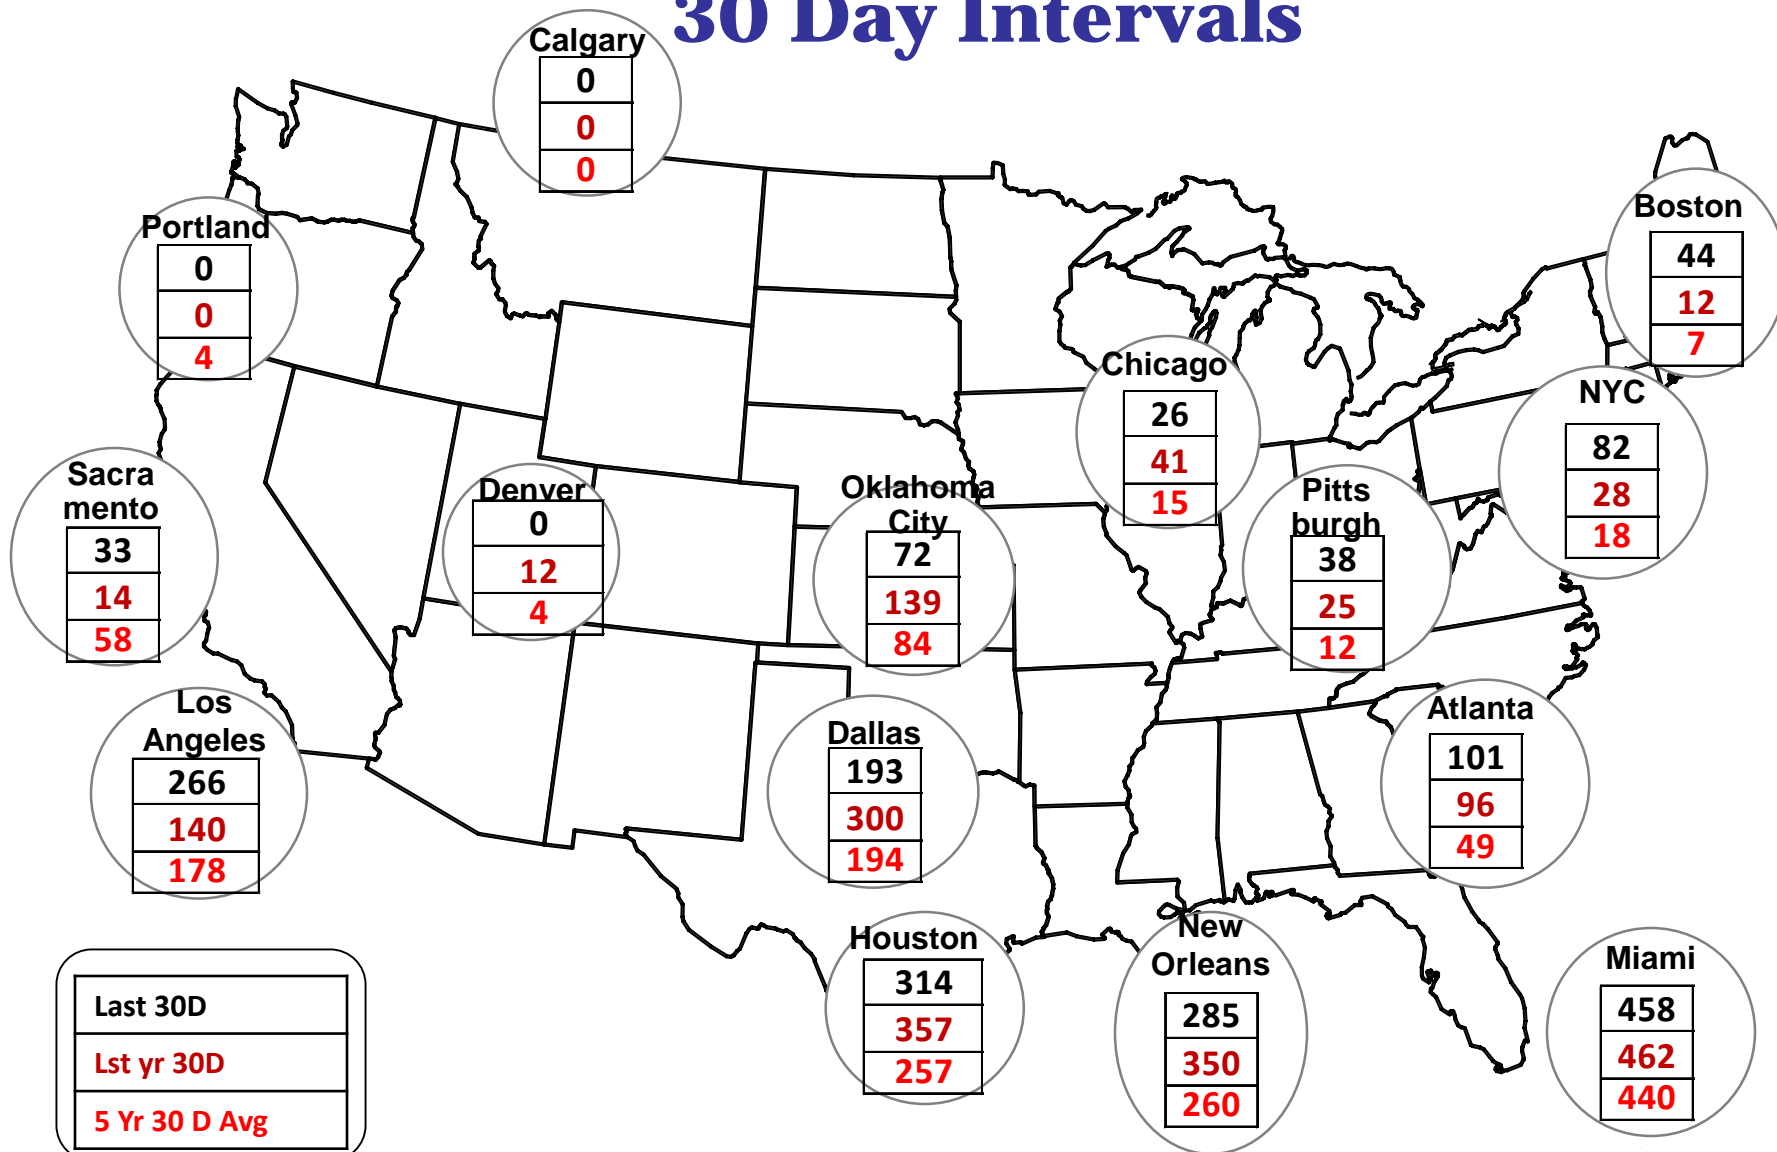 30 Day Intervals
Calgary
0
0
0
Portland
0
0
4
Boston
44
12
7
Chicago
26
41
15
NYC
82
28
18
Sacra
mento
33
14
58
Denver
0
12
4
Oklahoma
City
72
139
84
Pitts
burgh
38
25
12
Los
Angeles
266
140
178
Dallas
193
300
194
Atlanta
101
96
49
Houston
314
357
257
New
Orleans
285
350
260
Miami
458
462
440
Last 30D
Lst yr 30D
5 Yr 30 D Avg